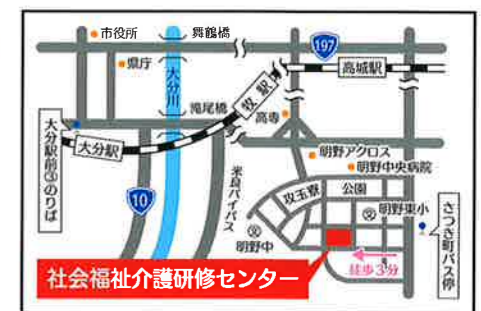 市役所
舞鶴橋
197
県庁
大分川
牧駅
高城駅
滝尾橋
高専
大分駅前③のりば
大分駅
明野アクロス
明野中央病院
米良バイパス
攻玉寮
公園
10
文
明野東小
さつき町バス停
文
明野中
社会福祉介護研修センター
徒歩3分